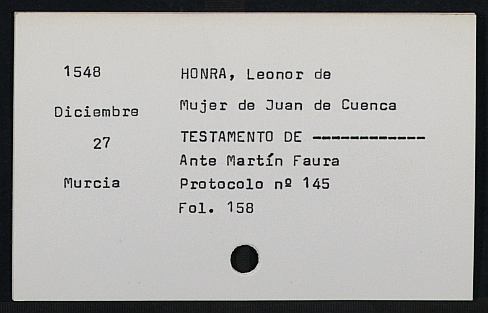 1548
Diciembre
27
Murcia
HONRA, Leonor de
Mujer de Juan de Cuenca
TESTAMENTO DE ------------
Ante Martín Faura
Protocolo nº 145
Fol. 158